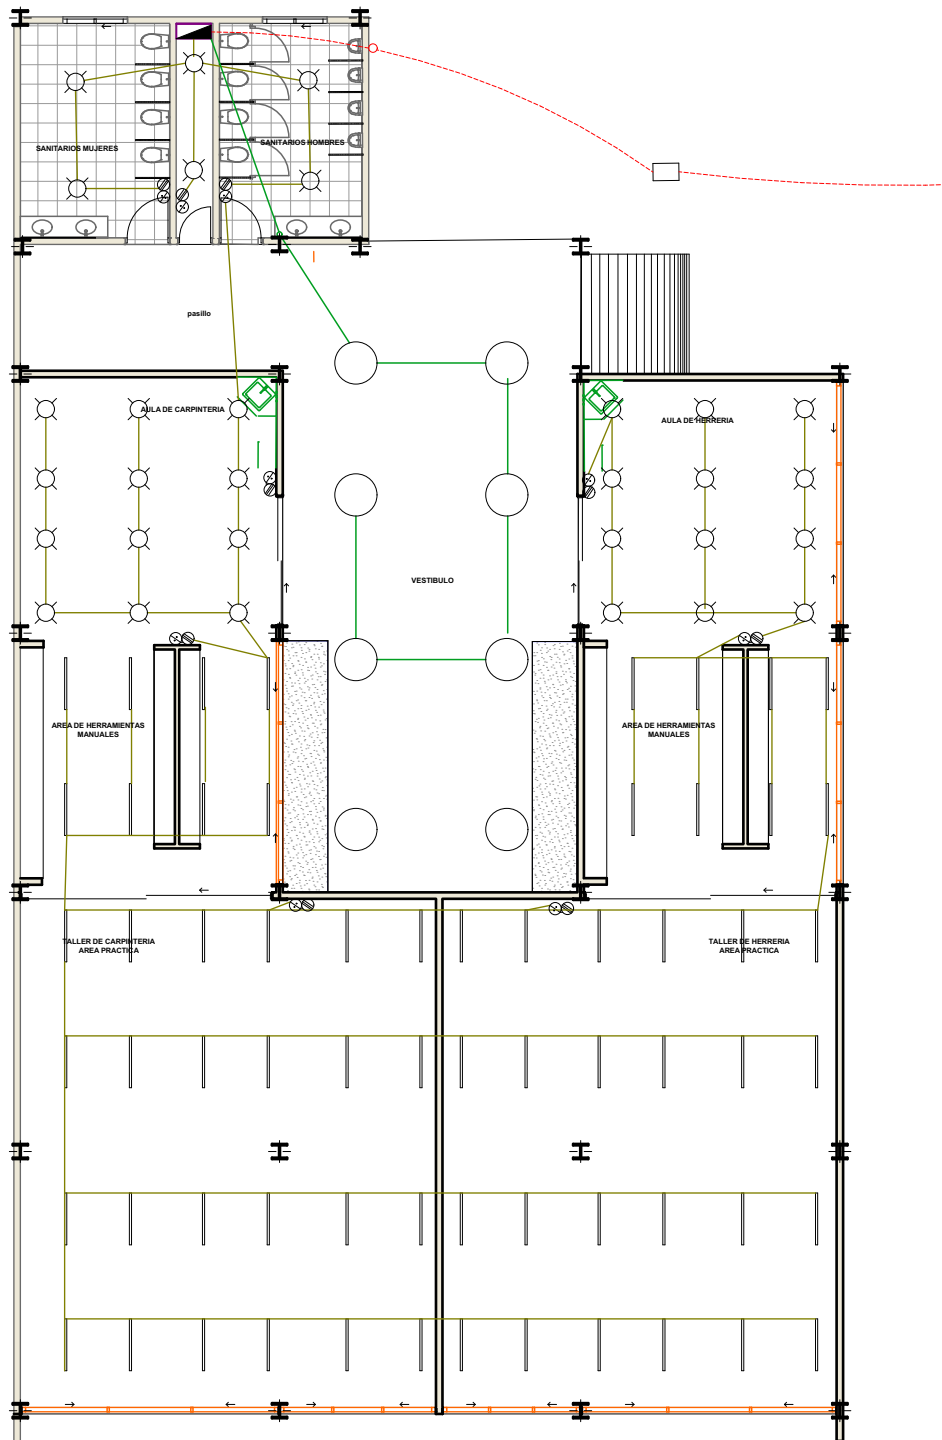 SANITARIOS HOMBRES
SANITARIOS MUJERES
pasillo
AULA DE CARPINTERIA
AULA DE HERRERIA
VESTIBULO
AREA DE HERRAMIENTAS
MANUALES
AREA DE HERRAMIENTAS
MANUALES
TALLER DE CARPINTERIA
AREA PRACTICA
TALLER DE HERRERIA
AREA PRACTICA